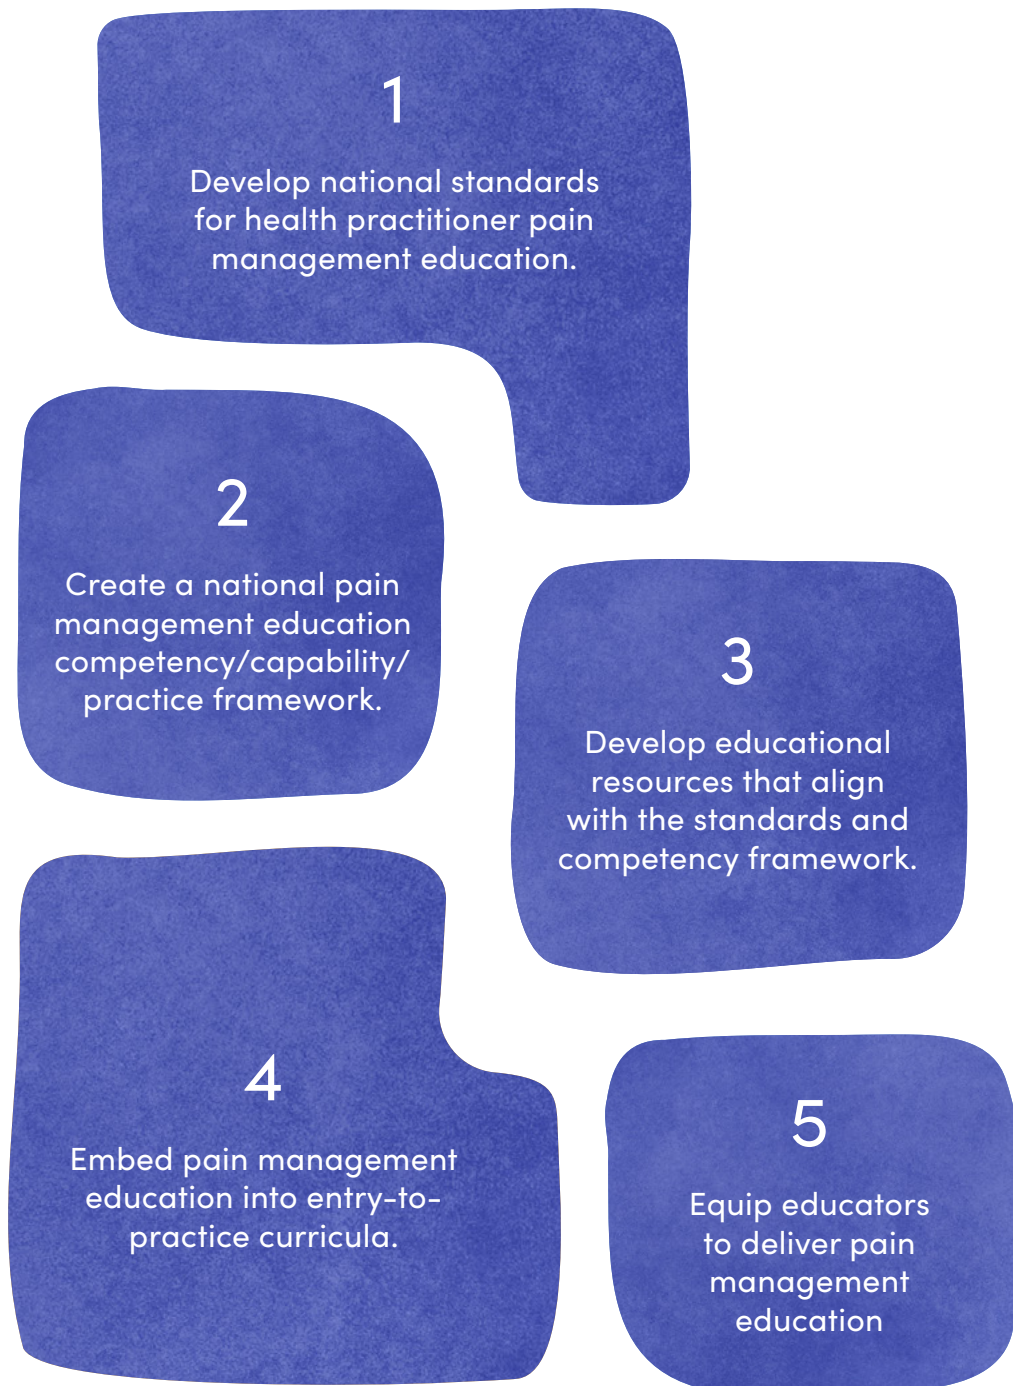 1
Develop national standards
for health practitioner pain
management education.
2
Create a national pain
management education
competency/capability/
practice framework.
3
Develop educational
resources that align
with the standards and
competency framework.
4
Embed pain management
education into entry-to-
practice curricula.
5
Equip educators
to deliver pain
management
education